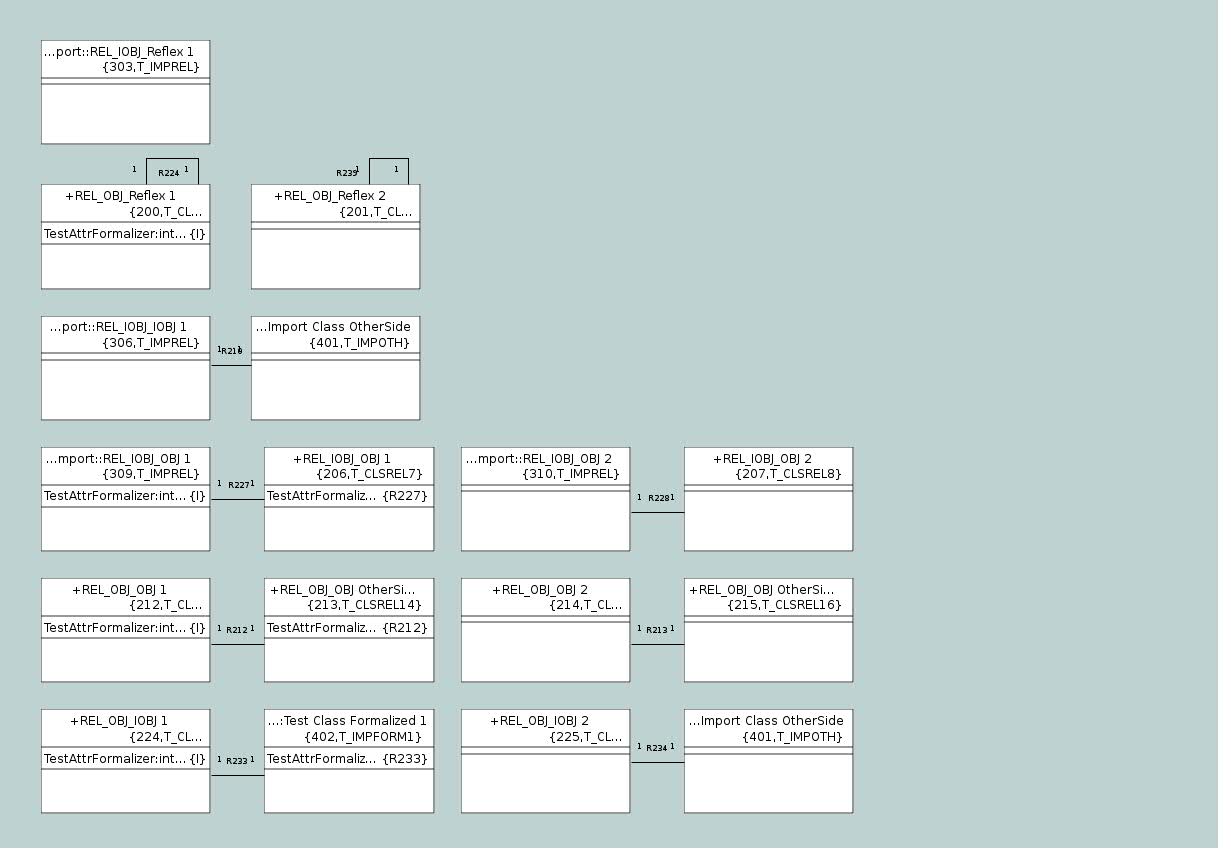 ...port::REL_IOBJ_Reflex 1
{303,T_IMPREL}
1 R224 1
R235 1 1
+REL_OBJ_Reflex 1
{200,T_CL...
TestAttrFormalizer:int... {I}
+REL_OBJ_Reflex 2
{201,T_CL...
...port::REL_IOBJ_IOBJ 1
{306,T_IMPREL}
1 1
...Import Class OtherSide
{401,T_IMPOTH}
...mport::REL_IOBJ_OBJ 1
{309,T_IMPREL}
TestAttrFormalizer:int... {I}
1 R227 1
+REL_IOBJ_OBJ 1
{206,T_CLSREL7}
TestAttrFormaliz... {R227}
...mport::REL_IOBJ_OBJ 2
{310,T_IMPREL}
1 R228 1
+REL_IOBJ_OBJ 2
{207,T_CLSREL8}
+REL_OBJ_OBJ 1
{212,T_CL...
TestAttrFormalizer:int... {I}
1 R212 1
+REL_OBJ_OBJ OtherSi...
{213,T_CLSREL14}
TestAttrFormaliz... {R212}
+REL_OBJ_OBJ 2
{214,T_CL...
1 R213 1
+REL_OBJ_OBJ OtherSi...
{215,T_CLSREL16}
+REL_OBJ_IOBJ 1
{224,T_CL...
TestAttrFormalizer:int... {I}
1 R233 1
...:Test Class Formalized 1
{402,T_IMPFORM1}
TestAttrFormaliz... {R233}
+REL_OBJ_IOBJ 2
{225,T_CL...
1 R234 1
...Import Class OtherSide
{401,T_IMPOTH}